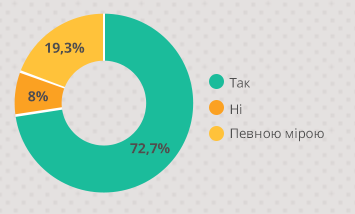 19,3%
8%
72,7%
Так
Ні
Певною мірою